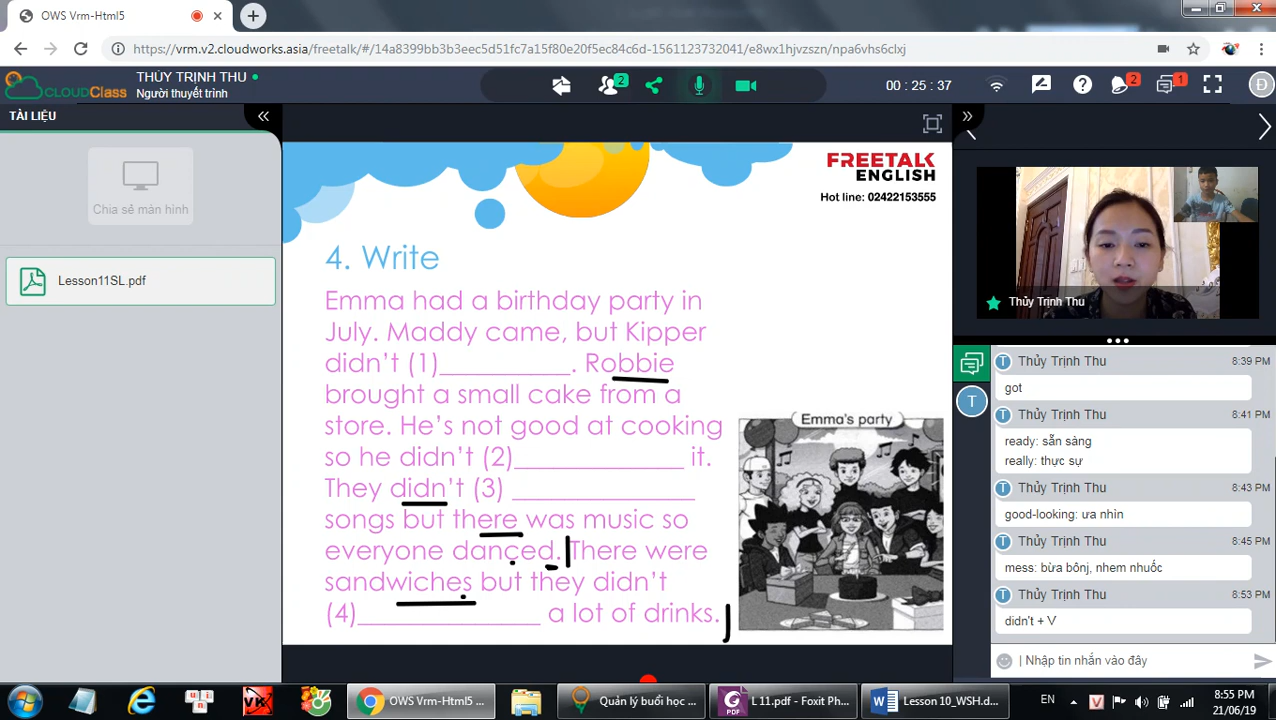 OWS Vrm-Html5
https://vrm.v2.cloudworks.asia/freetalk/#/14a8399bb3b3eec5d51fc7a15f80e20f5ec84c6d-1561123732041/e8wx1hjvzszn/npa6vhs6clxj
CLOUDClass
THỦY TRỊNH THU
Người thuyết trình
2
00 : 25 : 37
2
1
Đ
TÀI LIỆU
Chia sẻ màn hình
Lesson11SL.pdf
FREETALK
ENGLISH
Hot line: 02422153555
4. Write
Emma had a birthday party in
July. Maddy came, but Kipper
didn't (1)___________. Robbie
brought a small cake from a
store. He's not good at cooking
so he didn't (2)______________ it.
They didn't (3) _______________
songs but there was music so
everyone danced. There were
sandwiches but they didn't
(4)_______________ a lot of drinks.
Emma's party
Thủy Trịnh Thu
T Thủy Trịnh Thu 8:39 PM
got
T Thủy Trịnh Thu 8:41 PM
ready: sẵn sàng
really: thực sự
T Thủy Trịnh Thu 8:43 PM
good-looking: ưa nhìn
T Thủy Trịnh Thu 8:45 PM
mess: bừa bônj, nhem nhuốc
T Thủy Trịnh Thu 8:53 PM
didn't + V
T
Nhập tin nhắn vào đây
OWS Vrm-Html5 ...
Quản lý buổi học ...
L 11.pdf - Foxit Ph...
Lesson 10_WSH.d...
EN
8:55 PM
21/06/19